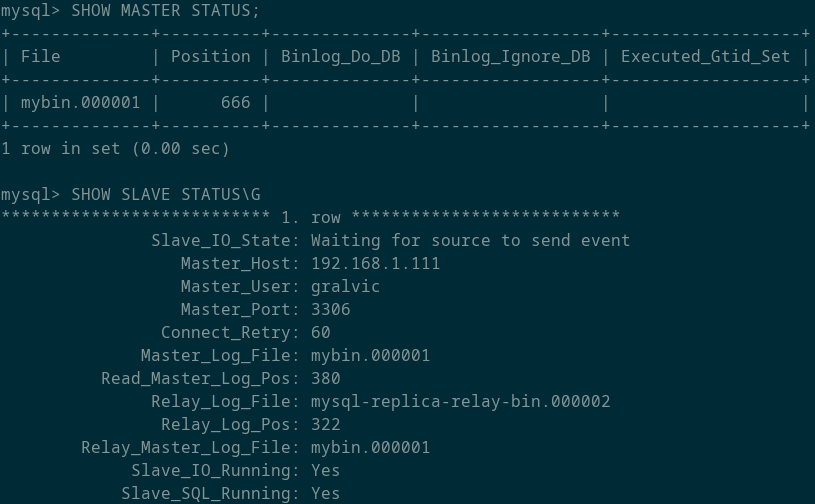 mysql> SHOW MASTER STATUS;
+--------------+----------+--------------+------------------+-------------------+
| File         | Position | Binlog_Do_DB | Binlog_Ignore_DB | Executed_Gtid_Set |
+--------------+----------+--------------+------------------+-------------------+
| mybin.000001 |      666 |              |                  |                   |
+--------------+----------+--------------+------------------+-------------------+
1 row in set (0.00 sec)

mysql> SHOW SLAVE STATUS\G
*************************** 1. row ***************************
               Slave_IO_State: Waiting for source to send event
                  Master_Host: 192.168.1.111
                  Master_User: gralvic
                  Master_Port: 3306
                Connect_Retry: 60
              Master_Log_File: mybin.000001
          Read_Master_Log_Pos: 380
               Relay_Log_File: mysql-replica-relay-bin.000002
                Relay_Log_Pos: 322
        Relay_Master_Log_File: mybin.000001
             Slave_IO_Running: Yes
            Slave_SQL_Running: Yes